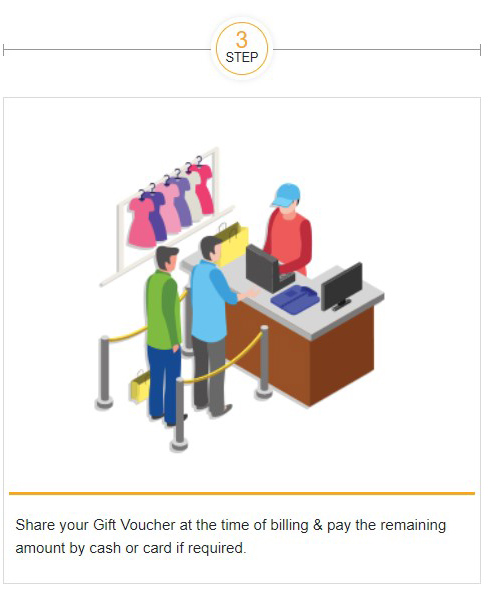 3
STEP
Share your Gift Voucher at the time of billing & pay the remaining
amount by cash or card if required.